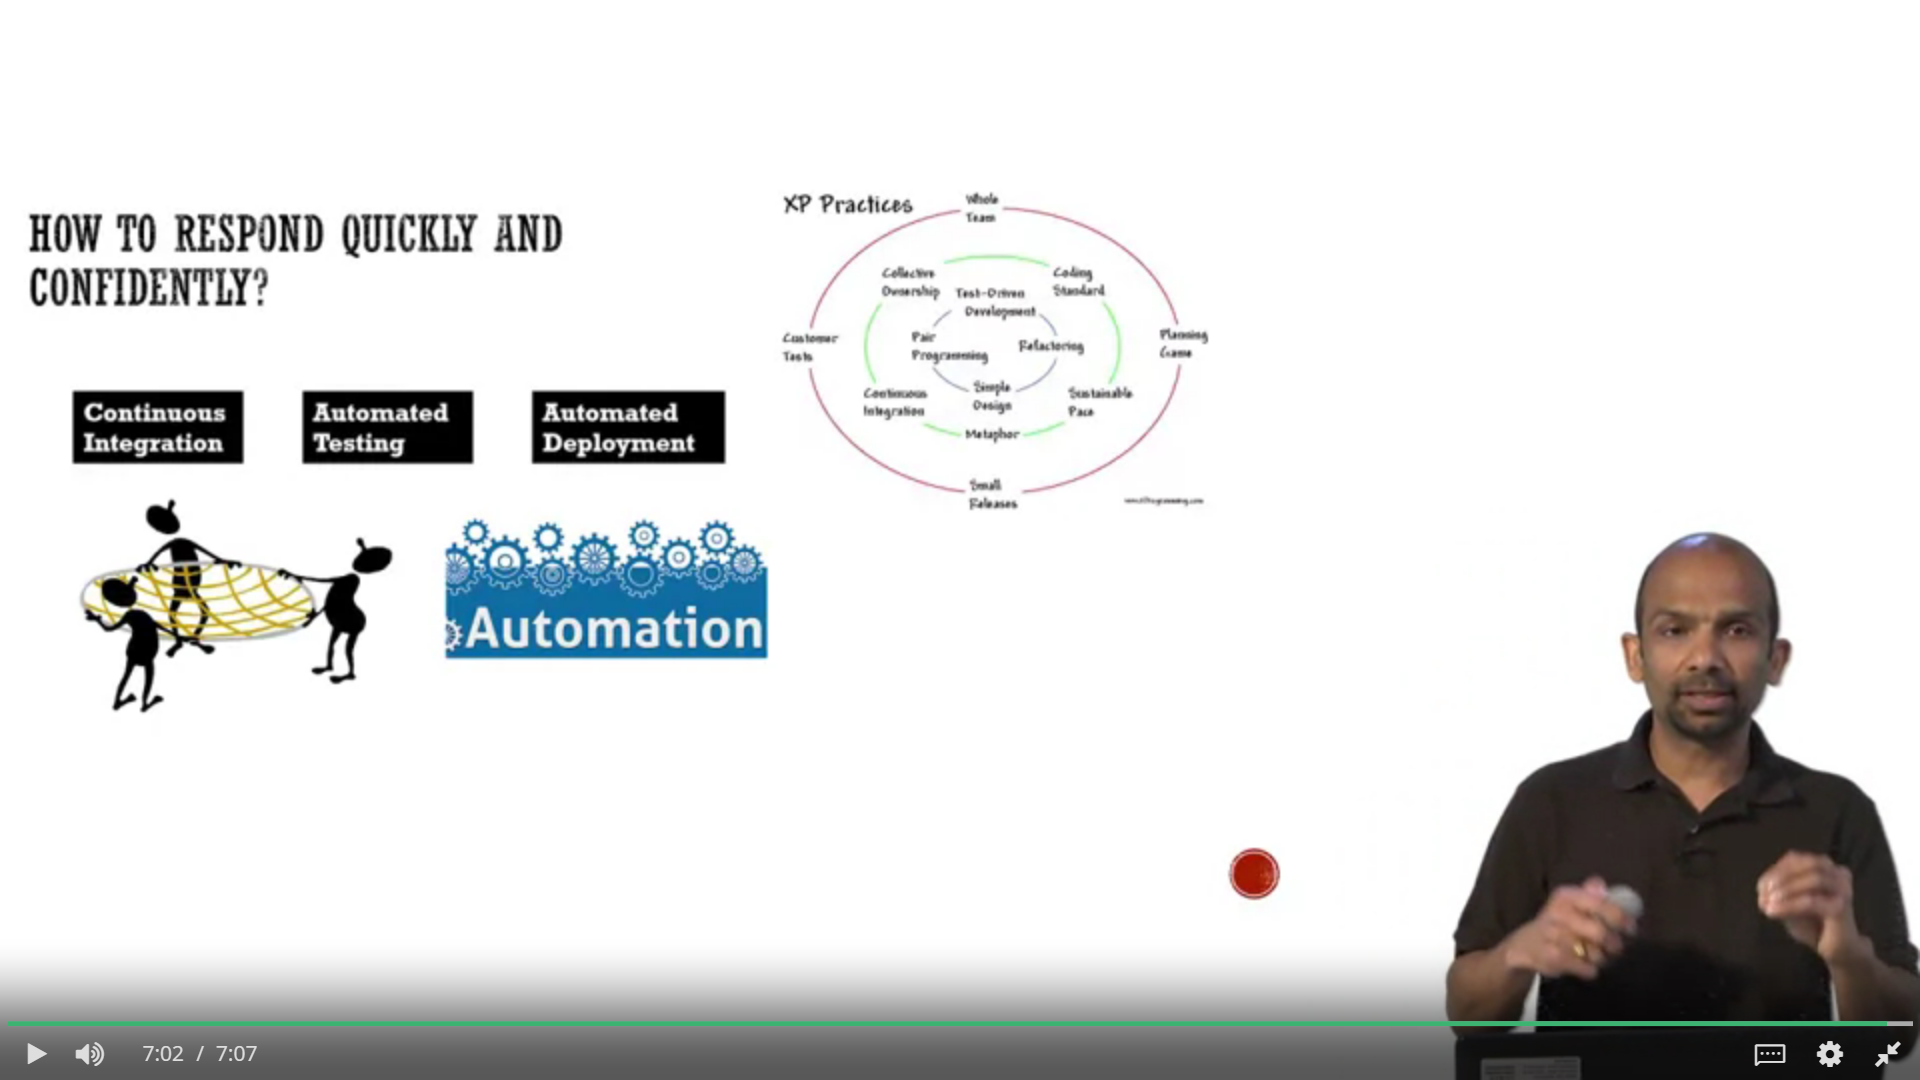 HOW TO RESPOND QUICKLY AND
CONFIDENTLY?
Continuous
Integration
Automated
Testing
Automated
Deployment
Automation
XP Practices
Whole
Team
Collective
Ownership
Coding
Standard
Test-Driven
Development
Customer
Tests
Pair
Programming
Refactoring
Planning
Game
Continuous
Integration
Simple
Design
Sustainable
Pace
Metaphor
Small
Releases
7:02 / 7:07